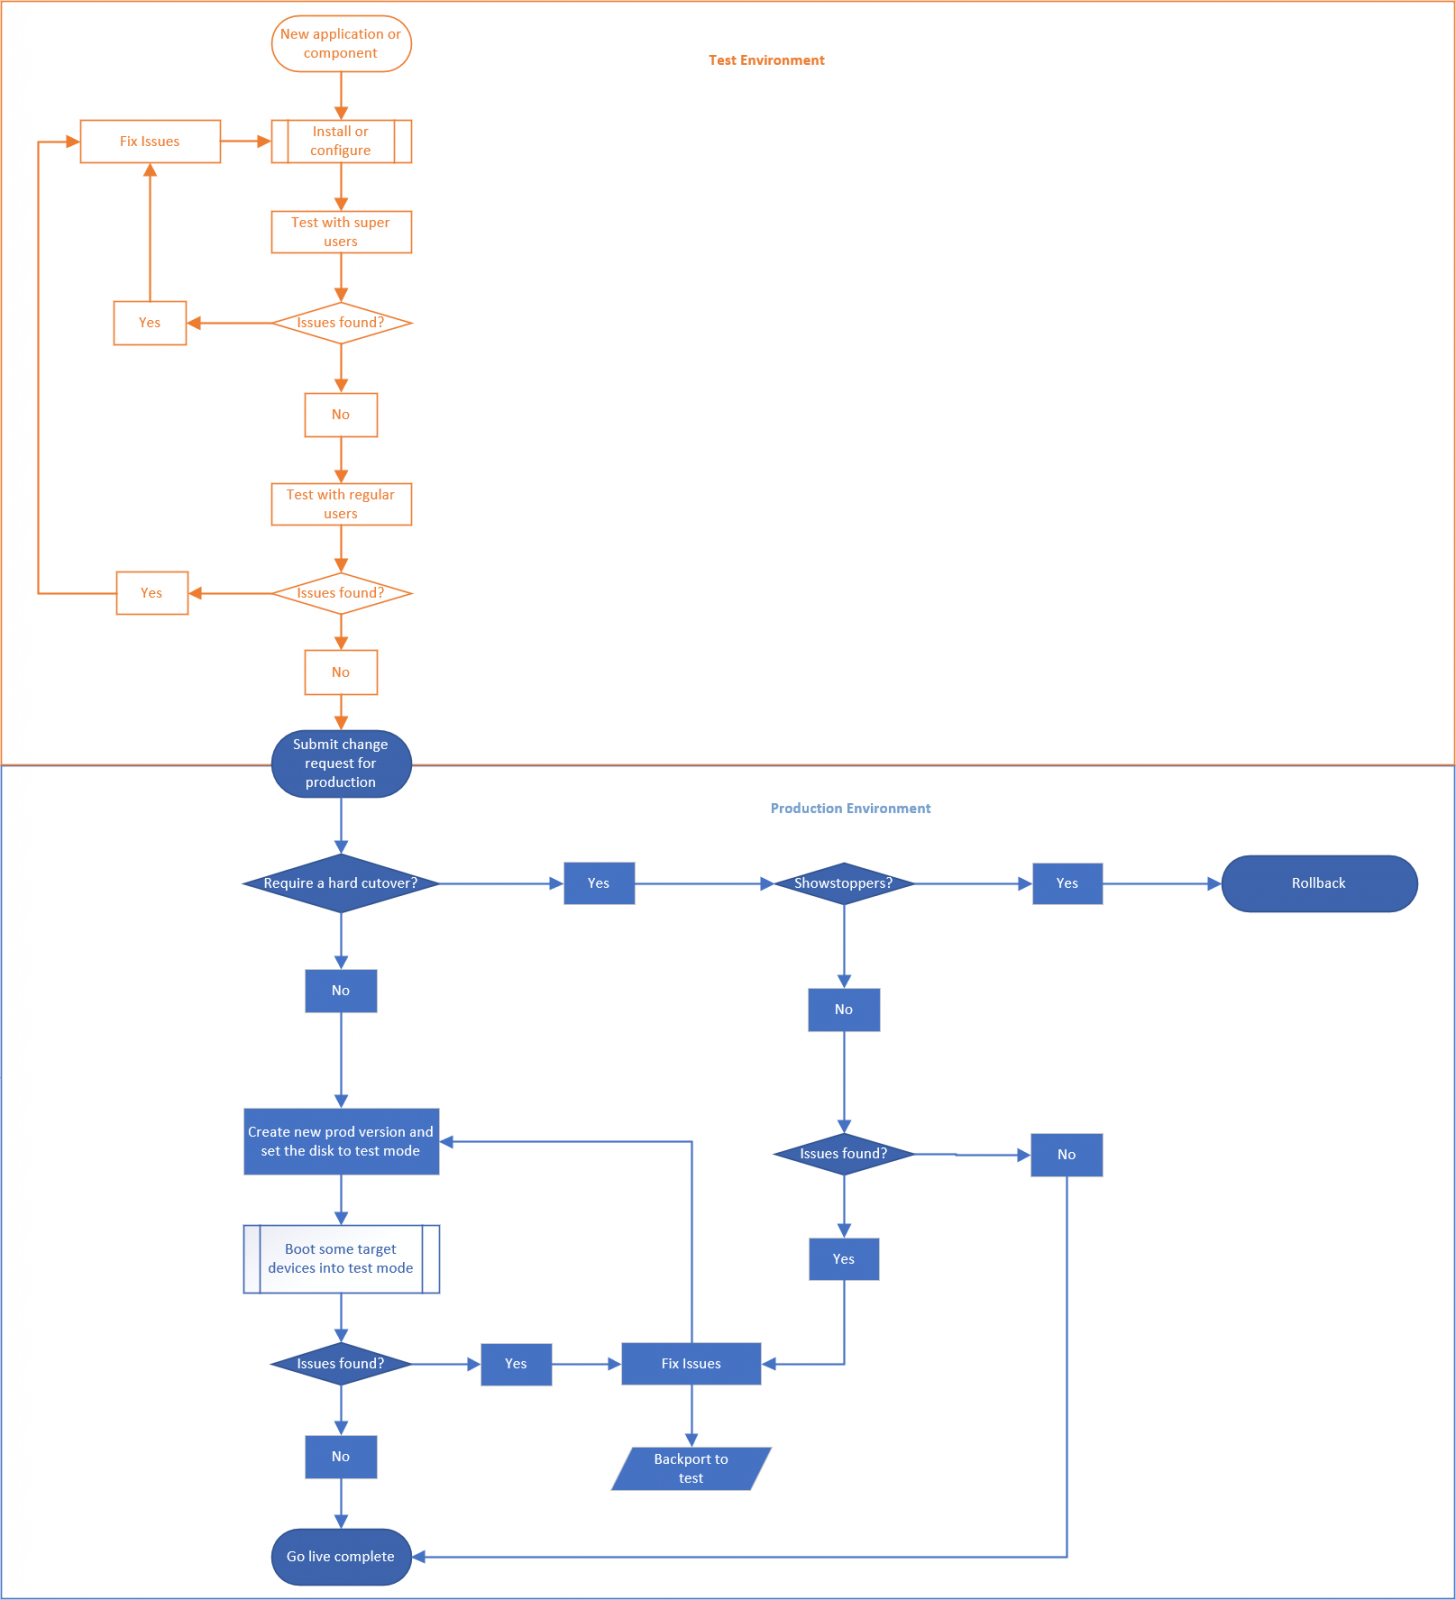 New application or
component
Test Environment
Fix Issues
Install or
configure
Test with super
users
Yes
Issues found?
No
Test with regular
users
Yes
Issues found?
No
Submit change
request for
production
Production Environment
Require a hard cutover?
Yes
Showstoppers?
Yes
Rollback
No
No
Create new prod version and
set the disk to test mode
Issues found?
No
Boot some target
devices into test mode
Yes
Issues found?
Yes
Fix Issues
No
Backport to
test
Go live complete